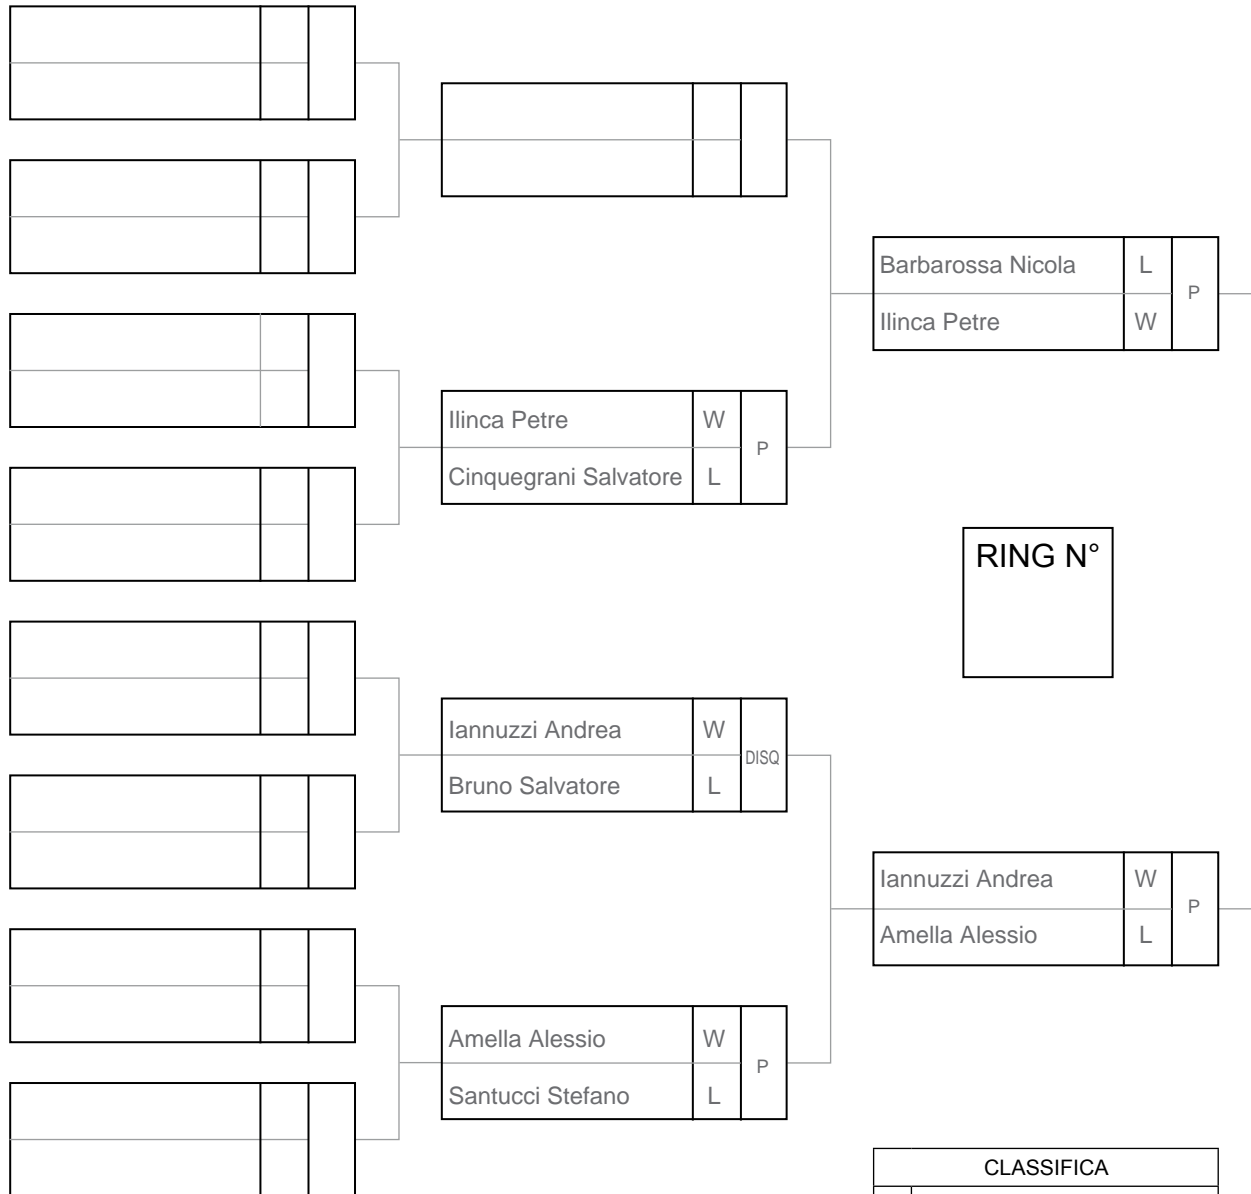 Barbarossa Nicola L
P
Ilinca Petre W
Ilinca Petre W
P
Cinquegrani Salvatore L
RING N°
Iannuzzi Andrea W
DISQ
Bruno Salvatore L
Iannuzzi Andrea W
P
Amella Alessio L
Amella Alessio W
P
Santucci Stefano L
CLASSIFICA